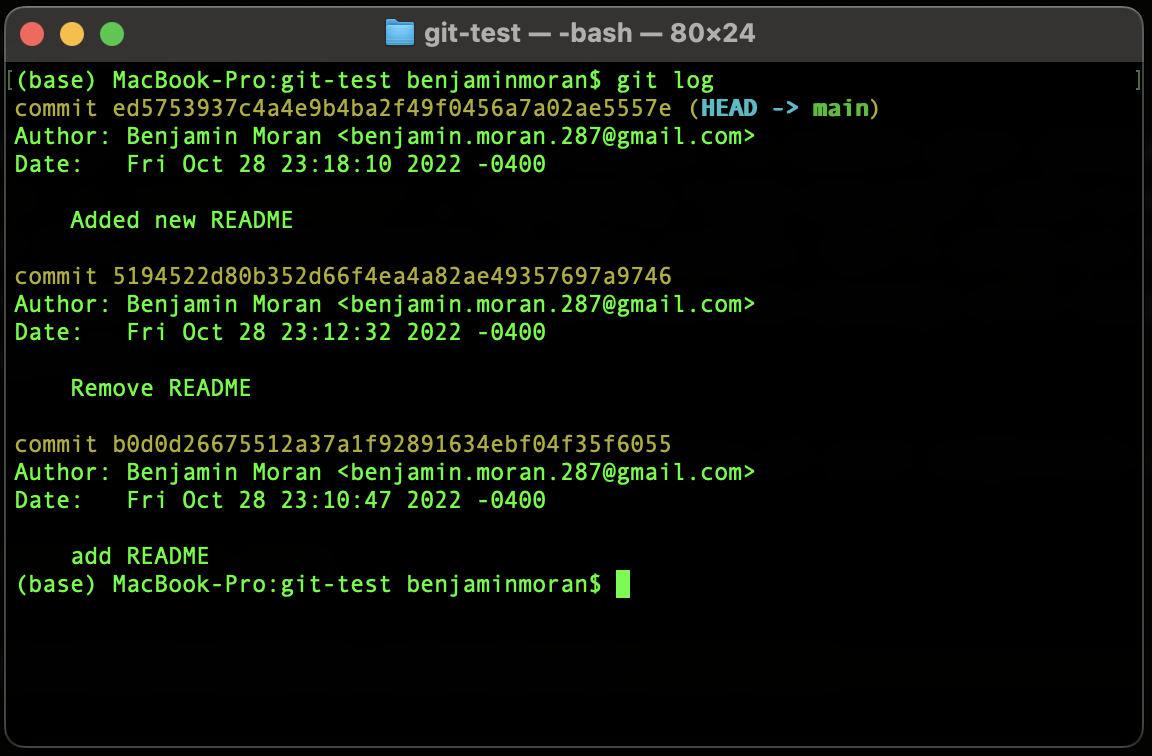 git-test — -bash — 80×24
(base) MacBook-Pro:git-test benjaminmoran$ git log
commit ed5753937c4a4e9b4ba2f49f0456a7a02ae5557e (HEAD -> main)
Author: Benjamin Moran <benjamin.moran.287@gmail.com>
Date:   Fri Oct 28 23:18:10 2022 -0400
    Added new README
commit 5194522d80b352d66f4ea4a82ae49357697a9746
Author: Benjamin Moran <benjamin.moran.287@gmail.com>
Date:   Fri Oct 28 23:12:32 2022 -0400
    Remove README
commit b0d0d26675512a37a1f92891634ebf04f35f6055
Author: Benjamin Moran <benjamin.moran.287@gmail.com>
Date:   Fri Oct 28 23:10:47 2022 -0400
    add README
(base) MacBook-Pro:git-test benjaminmoran$